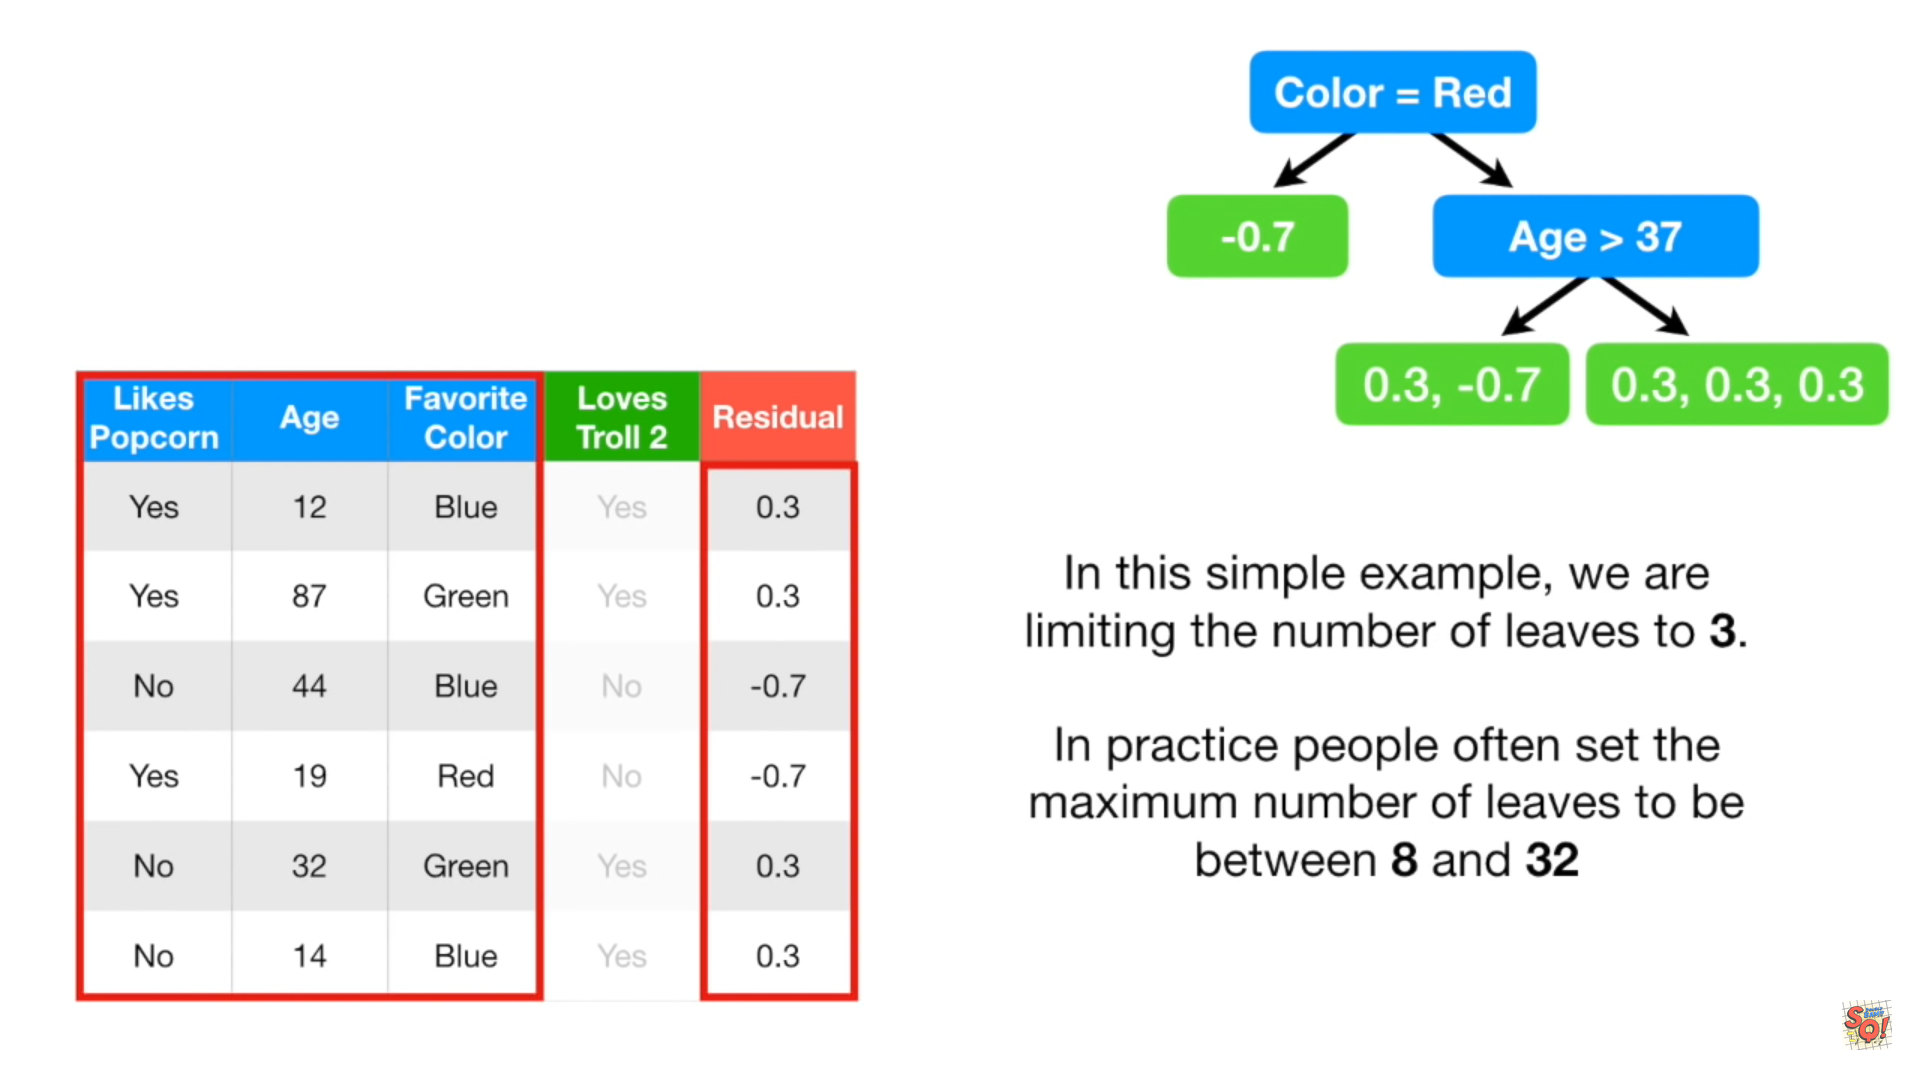 Color = Red
-0.7
Age > 37
0.3, -0.7
0.3, 0.3, 0.3
Likes Popcorn Age Favorite Color Loves Troll 2 Residual
Yes 12 Blue Yes 0.3
Yes 87 Green Yes 0.3
No 44 Blue No -0.7
Yes 19 Red No -0.7
No 32 Green Yes 0.3
No 14 Blue Yes 0.3
In this simple example, we are
limiting the number of leaves to 3.
In practice people often set the
maximum number of leaves to be
between 8 and 32